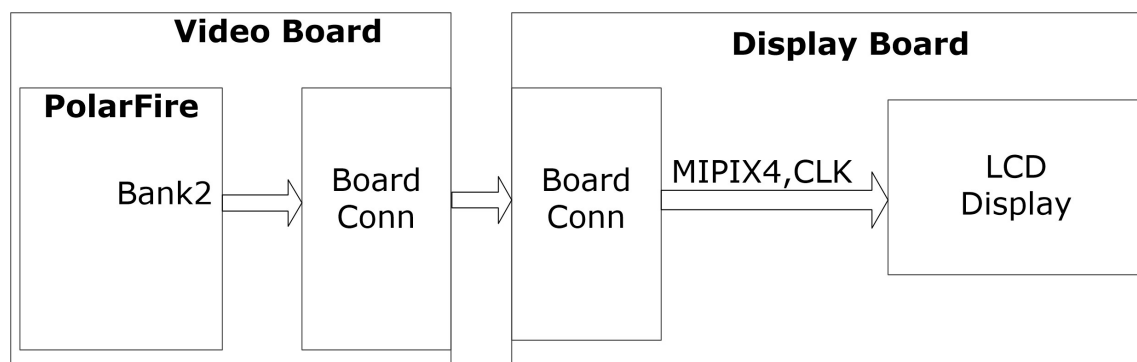 Video Board
Display Board
PolarFire
Bank2
Board
Conn
Board
Conn
MIPIX4,CLK
LCD
Display